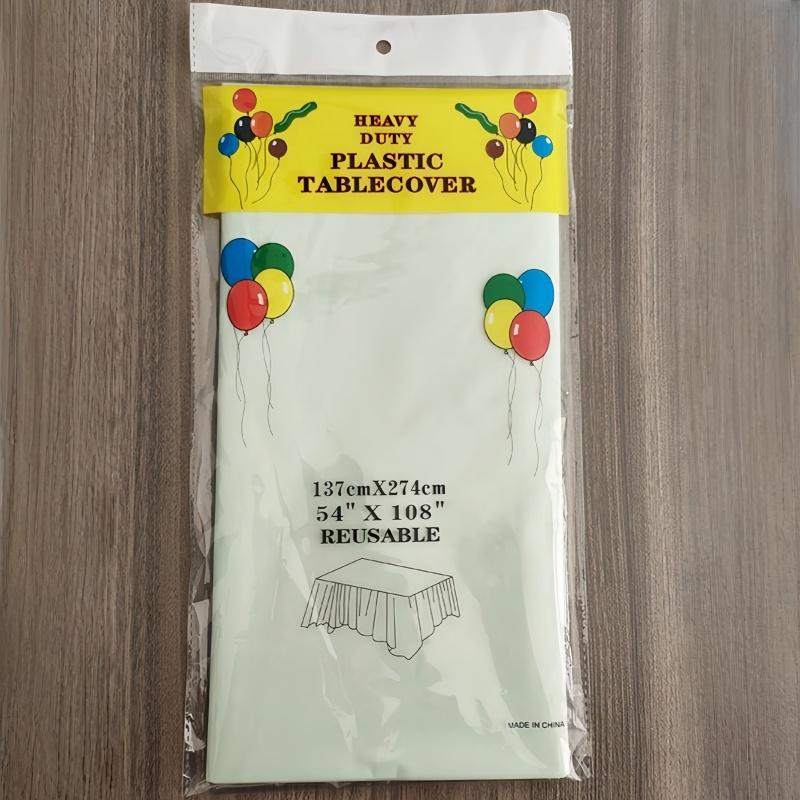 HEAVY
DUTY
PLASTIC
TABLECOVER
137cmX274cm
54" X 108"
REUSABLE
MADE IN CHINA